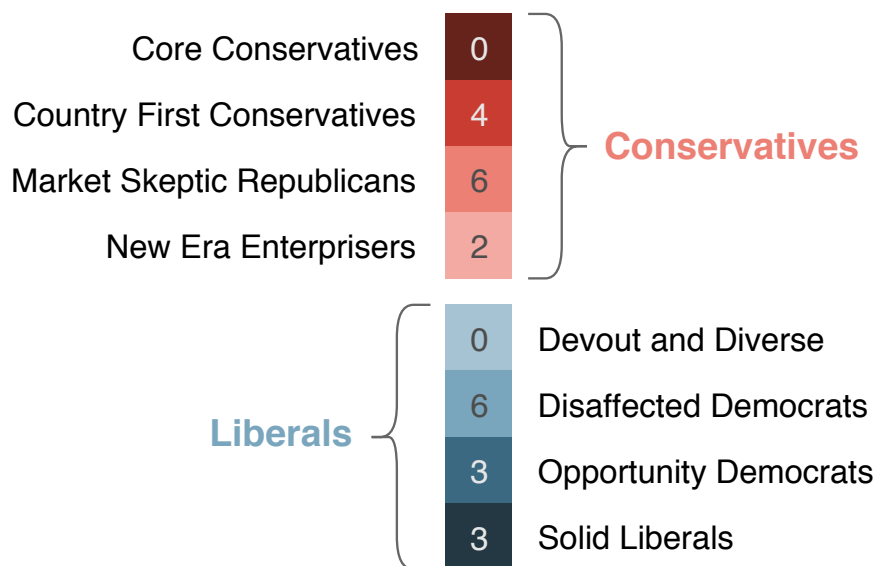 Core Conservatives 0
Country First Conservatives 4
Conservatives
Market Skeptic Republicans 6
New Era Enterprisers 2
0 Devout and Diverse
6 Disaffected Democrats
Liberals
3 Opportunity Democrats
3 Solid Liberals